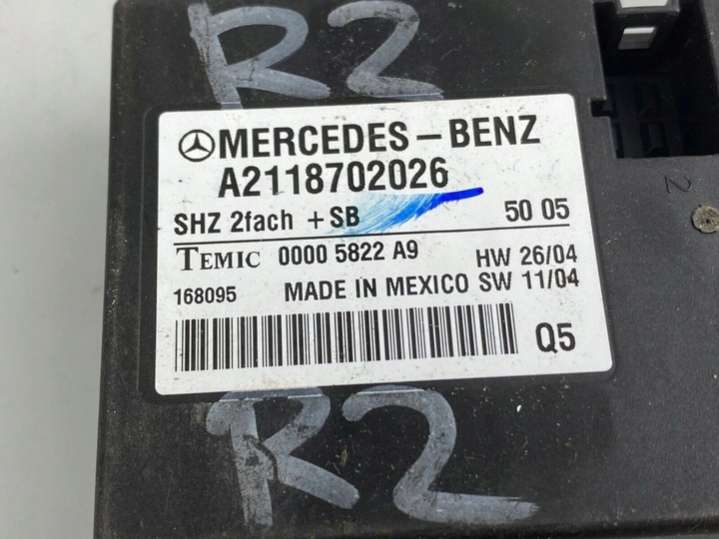 R2
MERCEDES-BENZ
A2118702026
SHZ 2fach + SB 50 05
TEMIC 0000 5822 A9 HW 26/04
168095 MADE IN MEXICO SW 11/04
Q5
R2
2